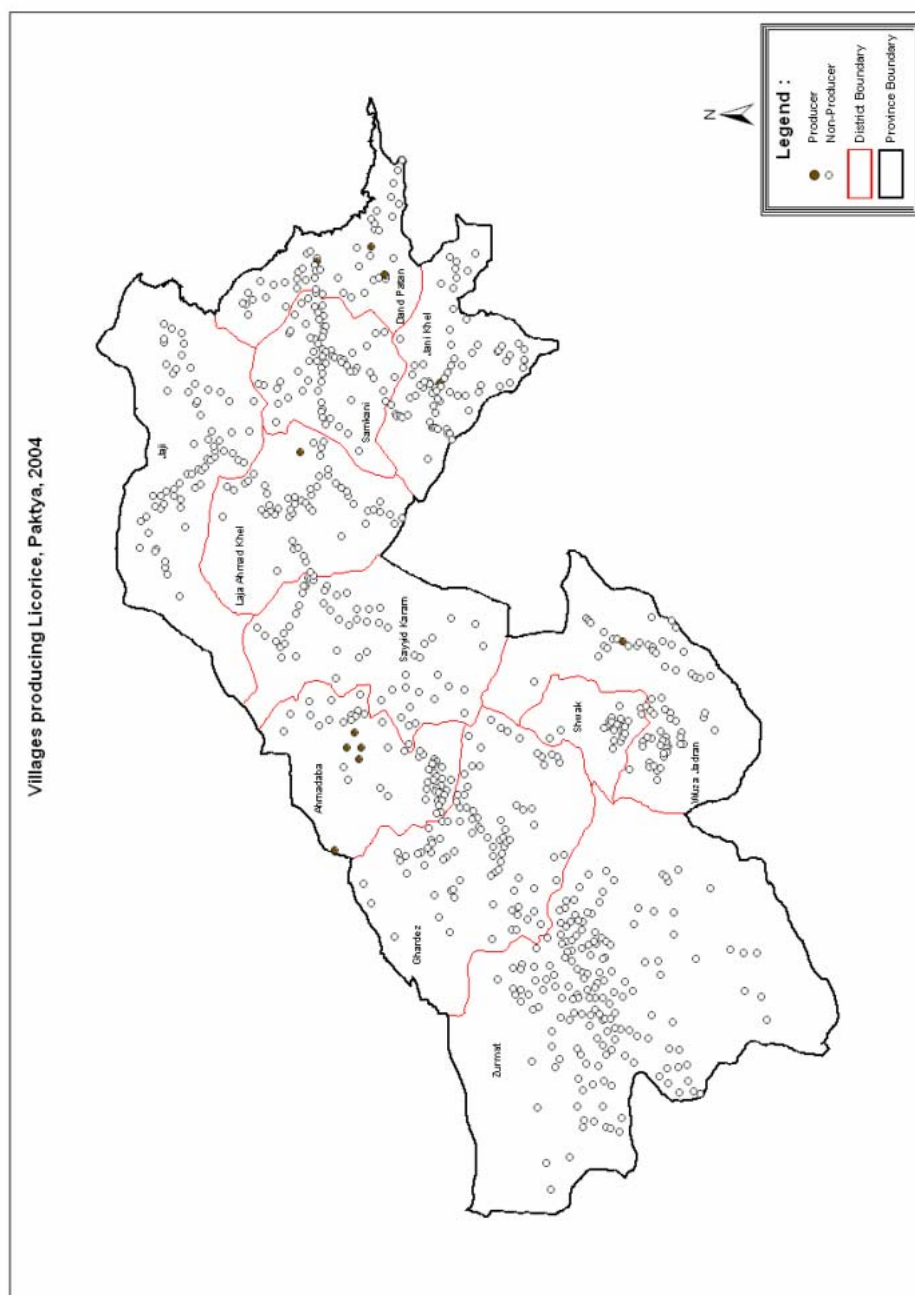 Villages producing Licorice, Paktya, 2004
Jaji
Laja Ahmad Khel
Samkani
Dand Patan
Jani Khel
Sayyid Karam
Ahmadaba
Ghardez
Shwak
Wuza Jadran
Zurmat
N
Legend :
Producer
Non-Producer
District Boundary
Province Boundary